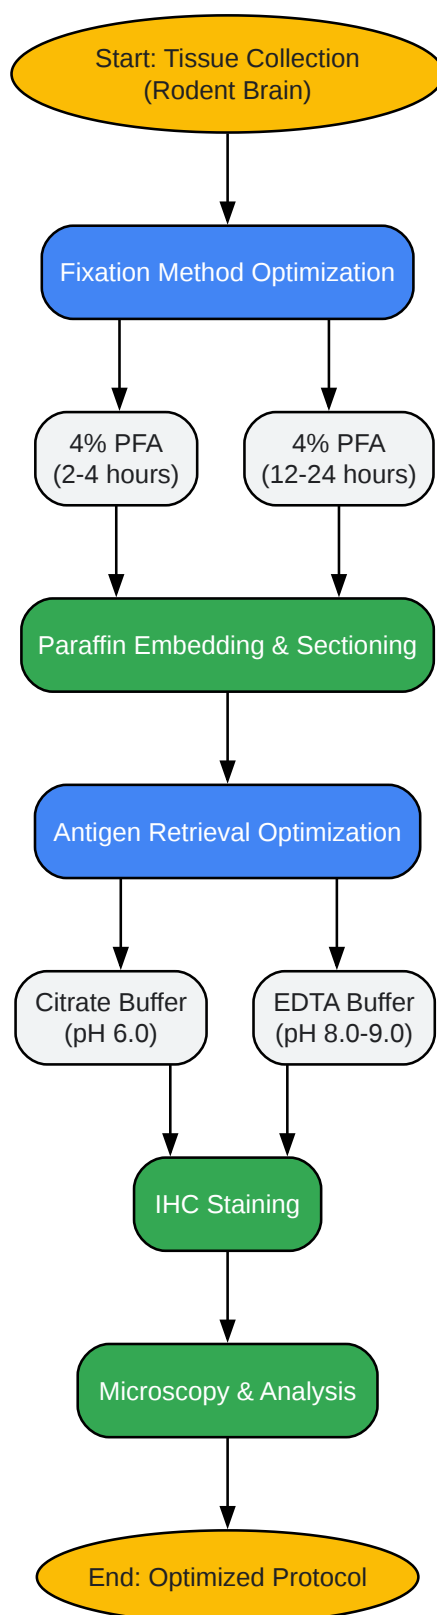 Start: Tissue Collection
(Rodent Brain)
Fixation Method Optimization
4% PFA
(2-4 hours)
4% PFA
(12-24 hours)
Paraffin Embedding & Sectioning
Antigen Retrieval Optimization
Citrate Buffer
(pH 6.0)
EDTA Buffer
(pH 8.0-9.0)
IHC Staining
Microscopy & Analysis
End: Optimized Protocol